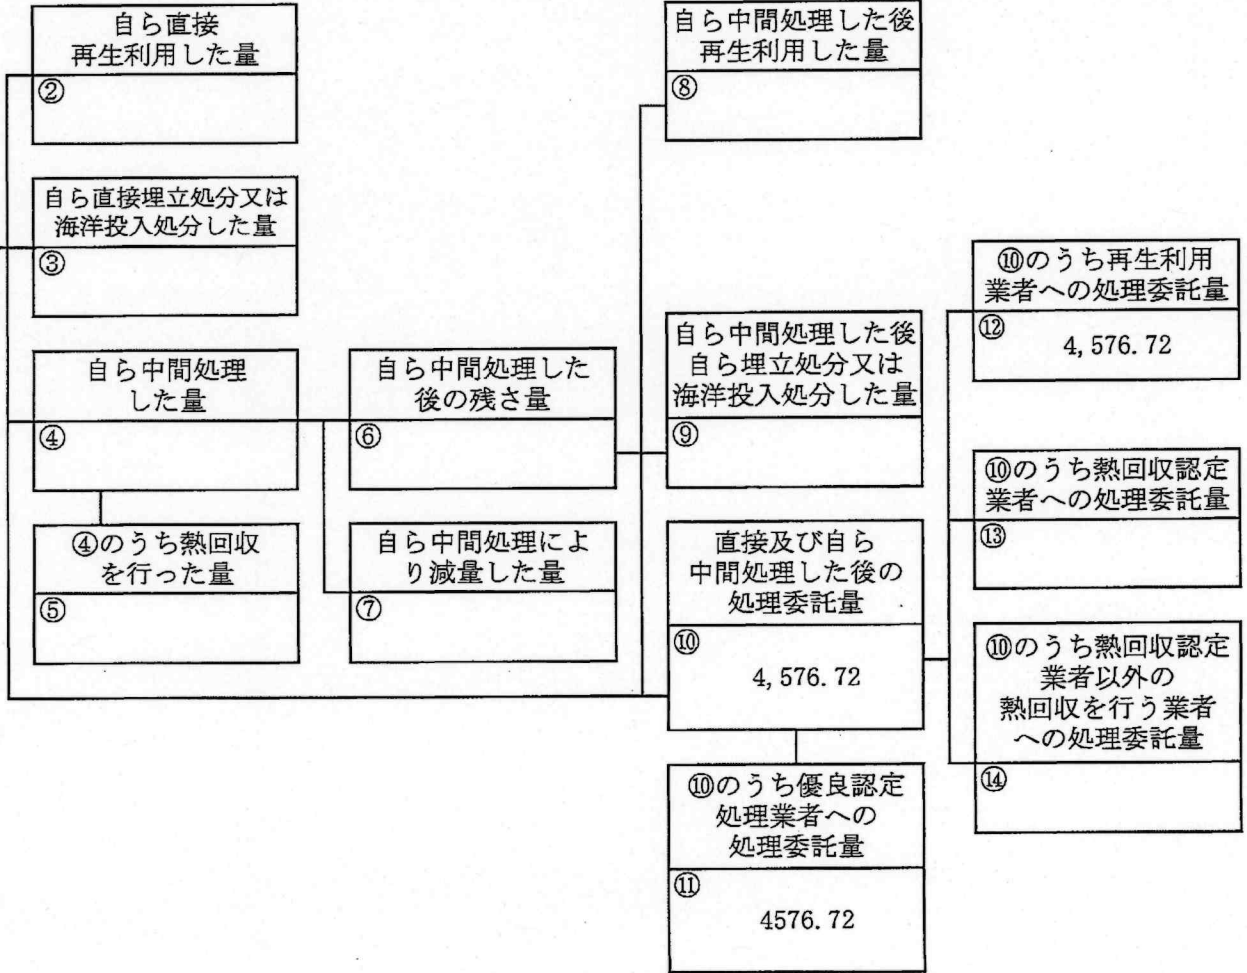 自ら直接
再生利用した量
②
自ら直接埋立処分又は
海洋投入処分した量
③
自ら中間処理
した量
④
④のうち熱回収
を行った量
⑤
自ら中間処理した
後の残さ量
⑥
自ら中間処理によ
り減量した量
⑦
自ら中間処理した後
再生利用した量
⑧
自ら中間処理した後
自ら埋立処分又は
海洋投入処分した量
⑨
直接及び自ら
中間処理した後の
処理委託量
⑩
4,576.72
⑩のうち優良認定
処理業者への
処理委託量
⑪
4576.72
⑩のうち再生利用
業者への処理委託量
⑫
4,576.72
⑩のうち熱回収認定
業者への処理委託量
⑬
⑩のうち熱回収認定
業者以外の
熱回収を行う業者
への処理委託量
⑭